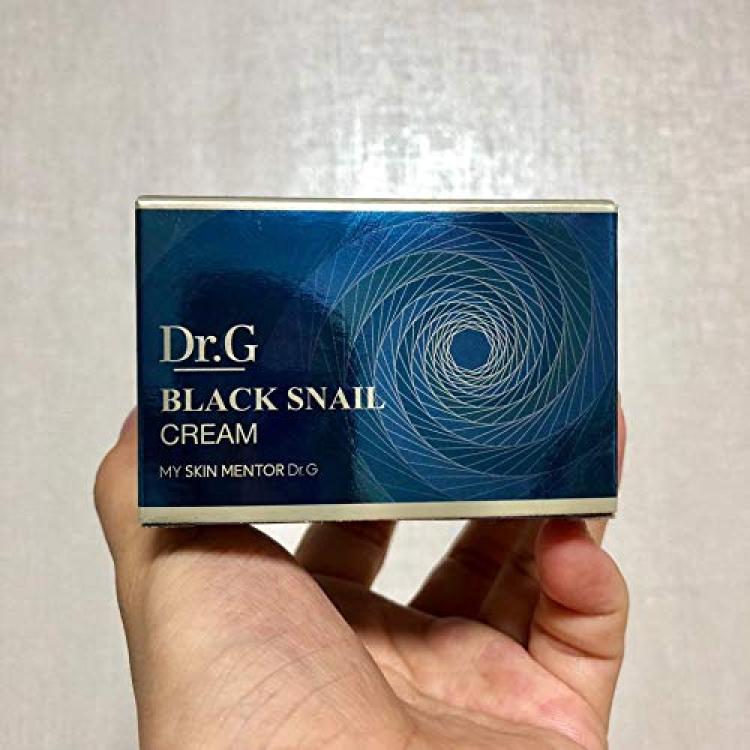 Dr.G
BLACK SNAIL
CREAM
MY SKIN MENTOR Dr.G